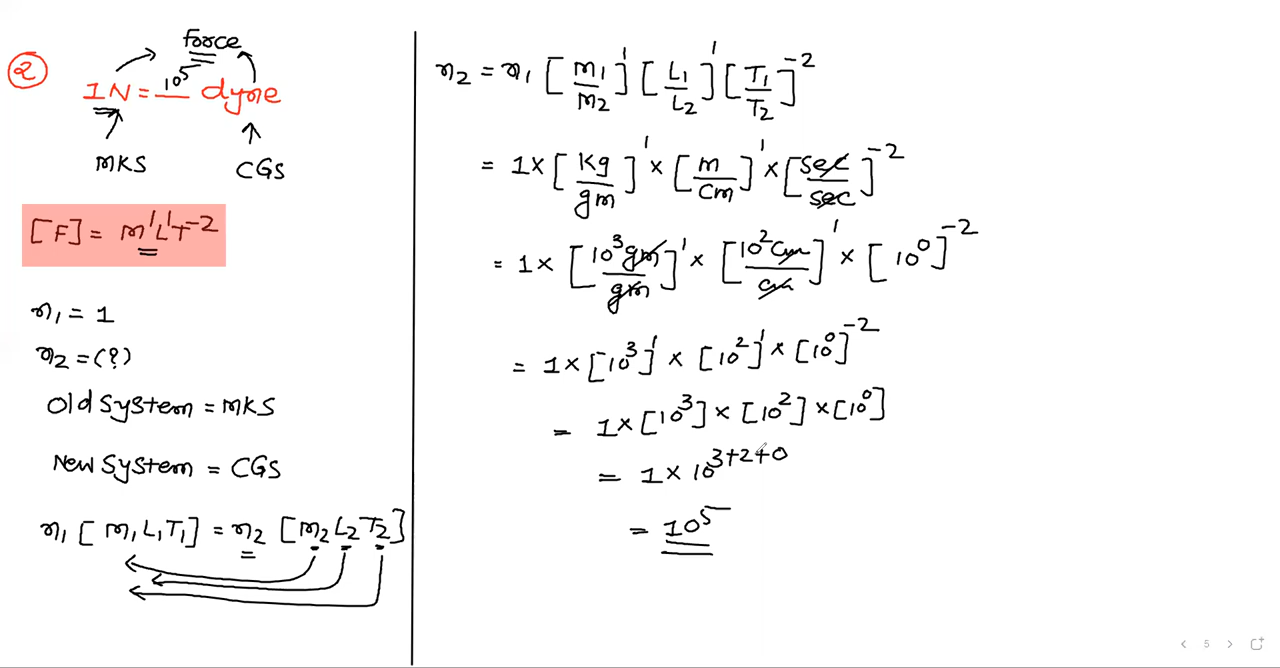 ② 
force
1N = 10⁵ dyne
MKS CGS
[F] = M¹L¹T⁻²
n₁ = 1
n₂ = (?)
Old System = MKS
New System = CGS
n₁ [M₁L₁T₁] = n₂ [M₂L₂T₂]
n₂ = n₁ [M₁/M₂]¹ [L₁/L₂]¹ [T₁/T₂]⁻²
= 1 × [Kg/gm]¹ × [m/cm]¹ × [sec/sec]⁻²
= 1 × [10³gm/gm]¹ × [10²cm/cm]¹ × [10⁰]⁻²
= 1 × [10³]¹ × [10²]¹ × [10⁰]⁻²
= 1 × [10³] × [10²] × [10⁰]
= 1 × 10³⁺²⁺⁰
= 10⁵
5